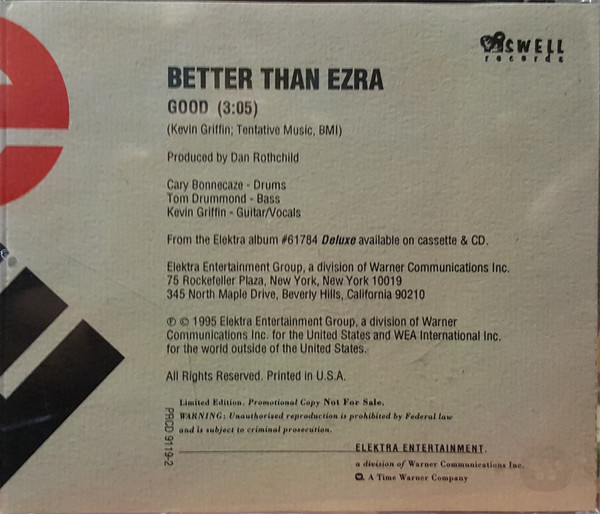 SWELL
records
BETTER THAN EZRA
GOOD (3:05)
(Kevin Griffin; Tentative Music, BMI)
Produced by Dan Rothchild
Cary Bonnecaze - Drums
Tom Drummond - Bass
Kevin Griffin - Guitar/Vocals
From the Elektra album #61784 Deluxe available on cassette & CD.
Elektra Entertainment Group, a division of Warner Communications Inc.
75 Rockefeller Plaza, New York, New York 10019
345 North Maple Drive, Beverly Hills, California 90210
℗ © 1995 Elektra Entertainment Group, a division of Warner
Communications Inc. for the United States and WEA International Inc.
for the world outside of the United States.
All Rights Reserved. Printed in U.S.A.
Limited Edition. Promotional Copy Not For Sale.
WARNING: Unauthorised reproduction is prohibited by Federal law
and is subject to criminal prosecution.
PRCD 9119-2
ELEKTRA ENTERTAINMENT.
a division of Warner Communications Inc.
A Time Warner Company